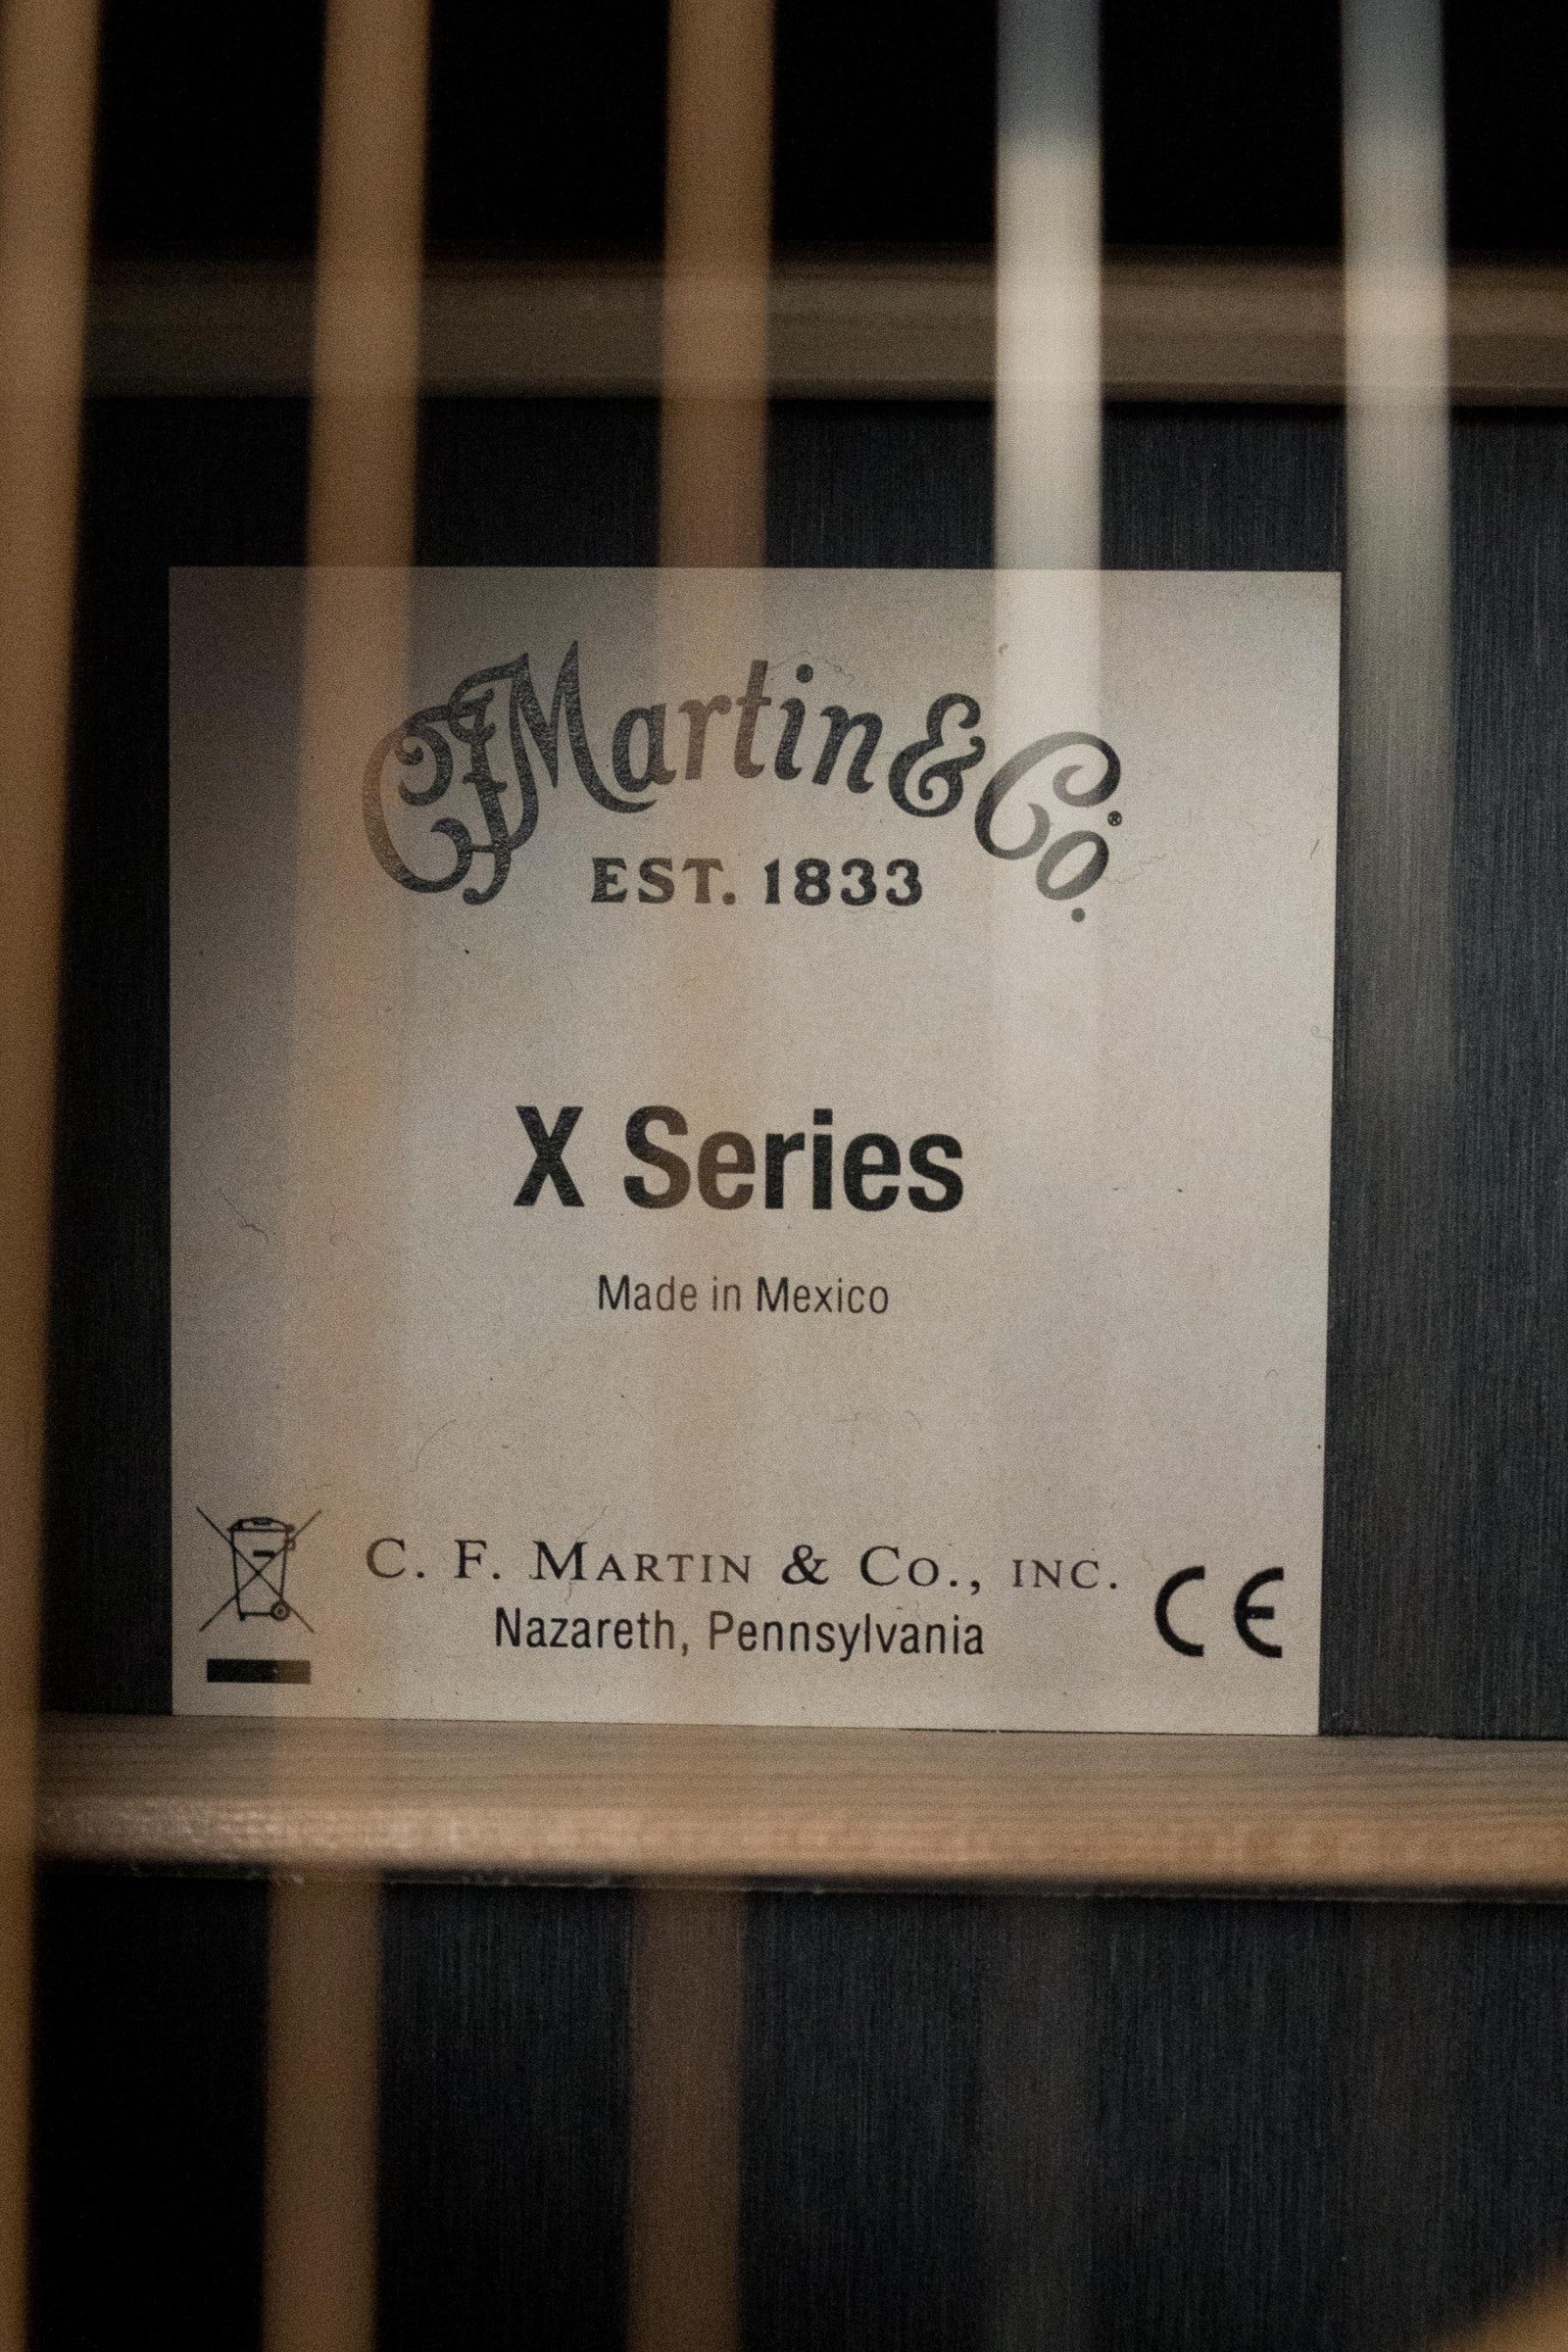 CFMartin & Co.®
EST. 1833
X Series
Made in Mexico
C. F. MARTIN & CO., INC.
Nazareth, Pennsylvania
CE